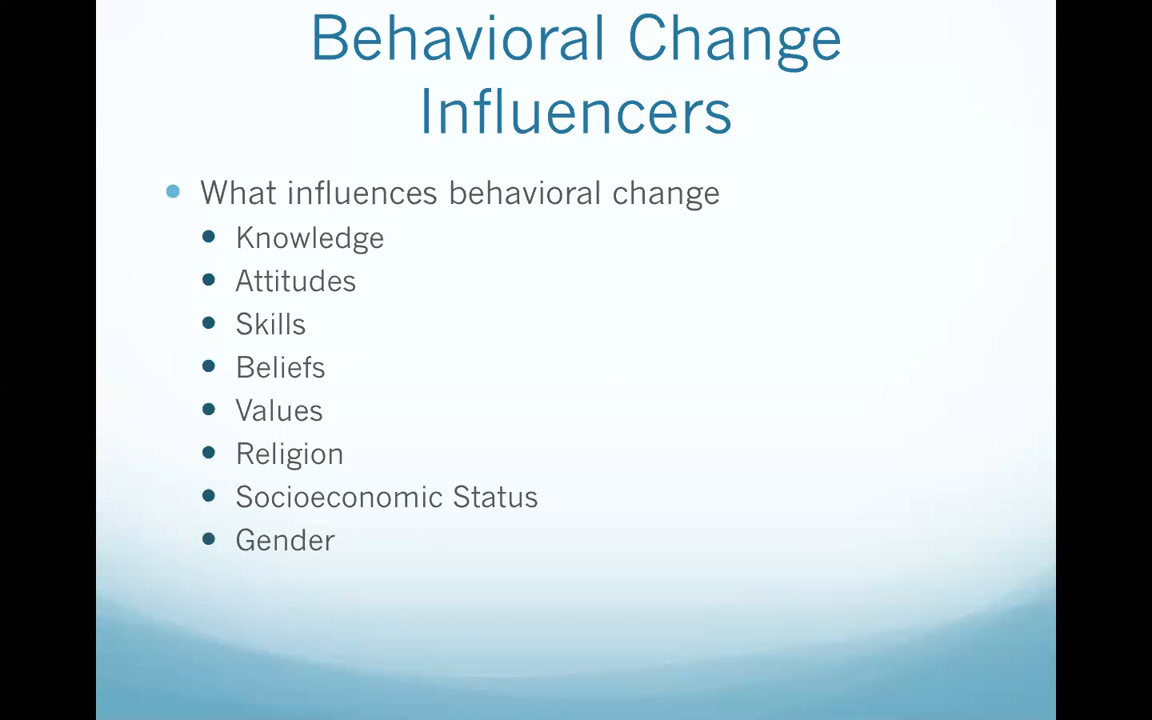 Behavioral Change
Influencers
What influences behavioral change
Knowledge
Attitudes
Skills
Beliefs
Values
Religion
Socioeconomic Status
Gender